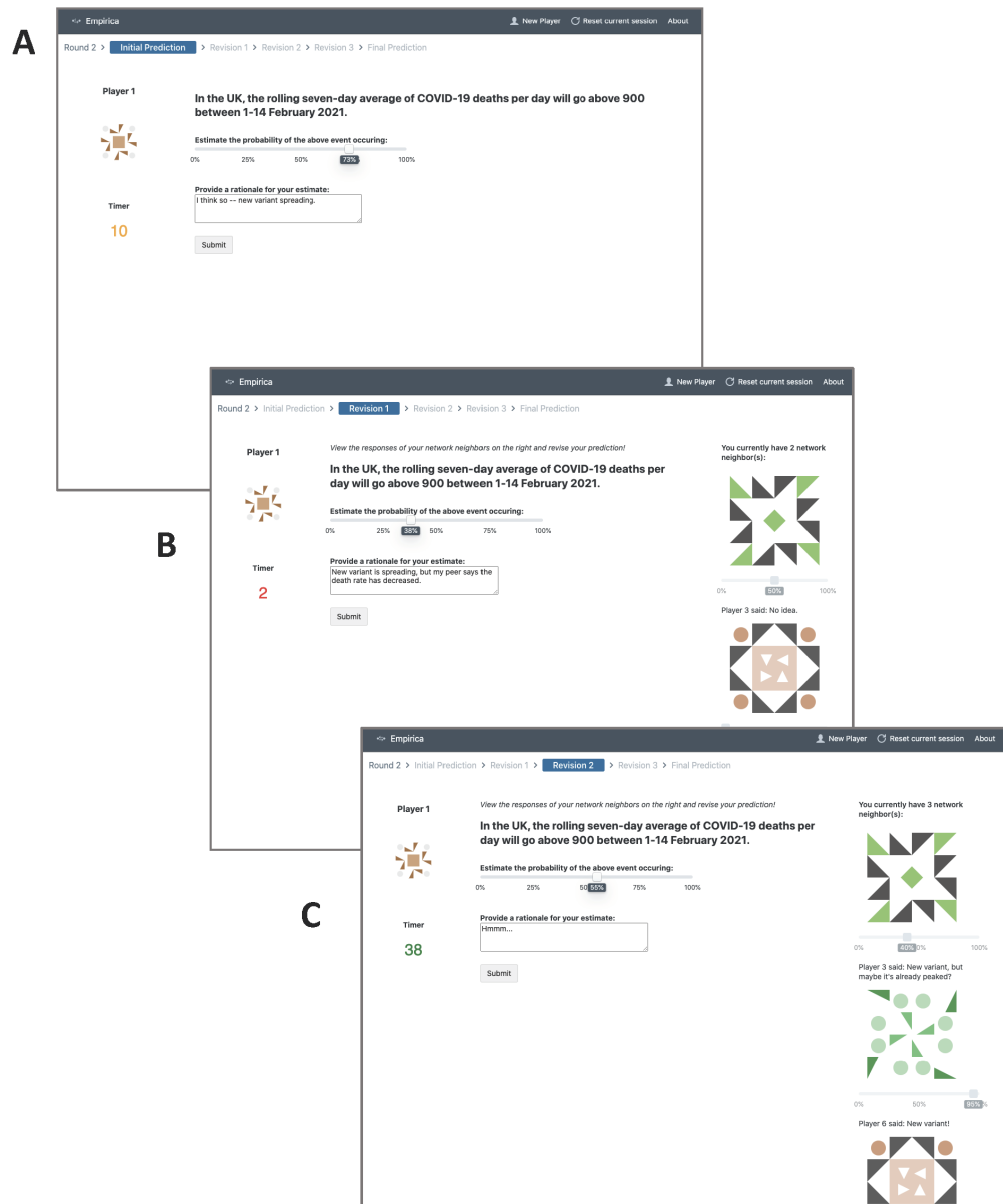 A
Empirica
New Player Reset current session About
Round 2 > Initial Prediction > Revision 1 > Revision 2 > Revision 3 > Final Prediction
Player 1
In the UK, the rolling seven-day average of COVID-19 deaths per day will go above 900
between 1-14 February 2021.
Estimate the probability of the above event occuring:
0% 25% 50% 73% 100%
Provide a rationale for your estimate:
I think so -- new variant spreading.
Timer
10
Submit
B
Empirica
New Player Reset current session About
Round 2 > Initial Prediction > Revision 1 > Revision 2 > Revision 3 > Final Prediction
Player 1
View the responses of your network neighbors on the right and revise your prediction!
In the UK, the rolling seven-day average of COVID-19 deaths per
day will go above 900 between 1-14 February 2021.
Estimate the probability of the above event occuring:
0% 25% 38% 50% 75% 100%
Provide a rationale for your estimate:
New variant is spreading, but my peer says the
death rate has decreased.
Timer
2
Submit
You currently have 2 network
neighbor(s):
0% 50% 100%
Player 3 said: No idea.
C
Empirica
New Player Reset current session About
Round 2 > Initial Prediction > Revision 1 > Revision 2 > Revision 3 > Final Prediction
Player 1
View the responses of your network neighbors on the right and revise your prediction!
In the UK, the rolling seven-day average of COVID-19 deaths per
day will go above 900 between 1-14 February 2021.
Estimate the probability of the above event occuring:
0% 25% 50 55% 75% 100%
Provide a rationale for your estimate:
Hmmm...
Timer
38
Submit
You currently have 3 network
neighbor(s):
0% 40% 0% 100%
Player 3 said: New variant, but
maybe it's already peaked?
0% 50% 95% %
Player 6 said: New variant!